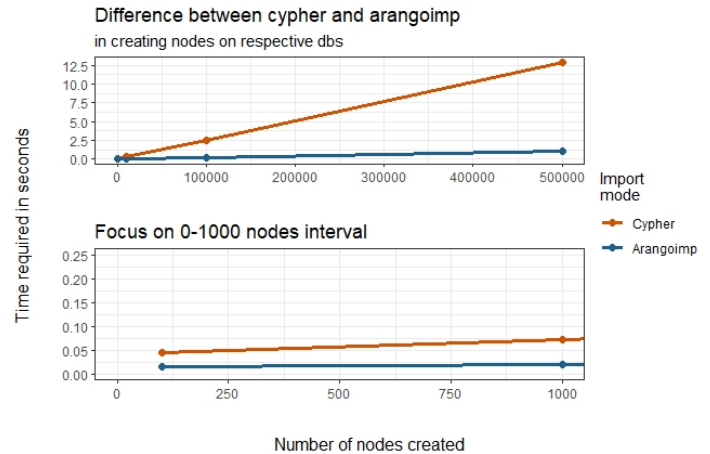 Difference between cypher and arangoimp
in creating nodes on respective dbs
12.5
10.0
7.5
5.0
2.5
0.0
0 100000 200000 300000 400000 500000
Focus on 0-1000 nodes interval
0.25
0.20
0.15
0.10
0.05
0.00
0 250 500 750 1000
Time required in seconds
Number of nodes created
Import
mode
Cypher
Arangoimp